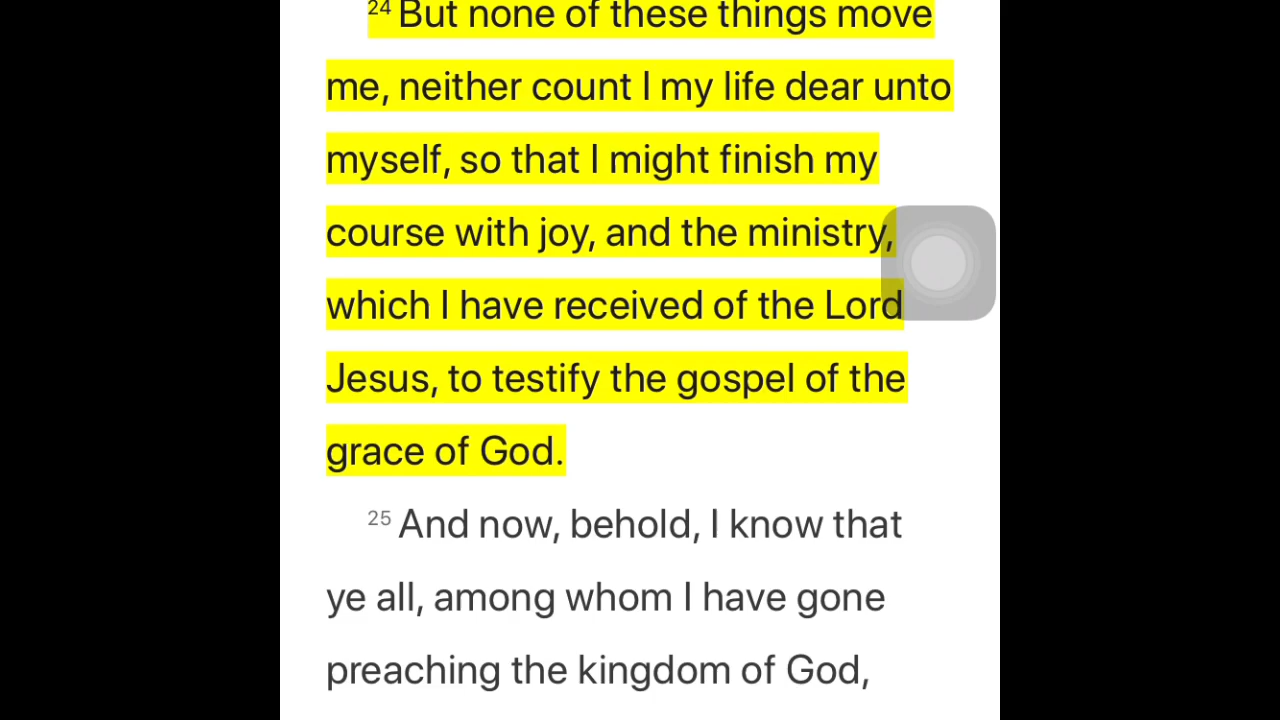 24 But none of these things move
me, neither count I my life dear unto
myself, so that I might finish my
course with joy, and the ministry,
which I have received of the Lord
Jesus, to testify the gospel of the
grace of God.
25 And now, behold, I know that
ye all, among whom I have gone
preaching the kingdom of God,